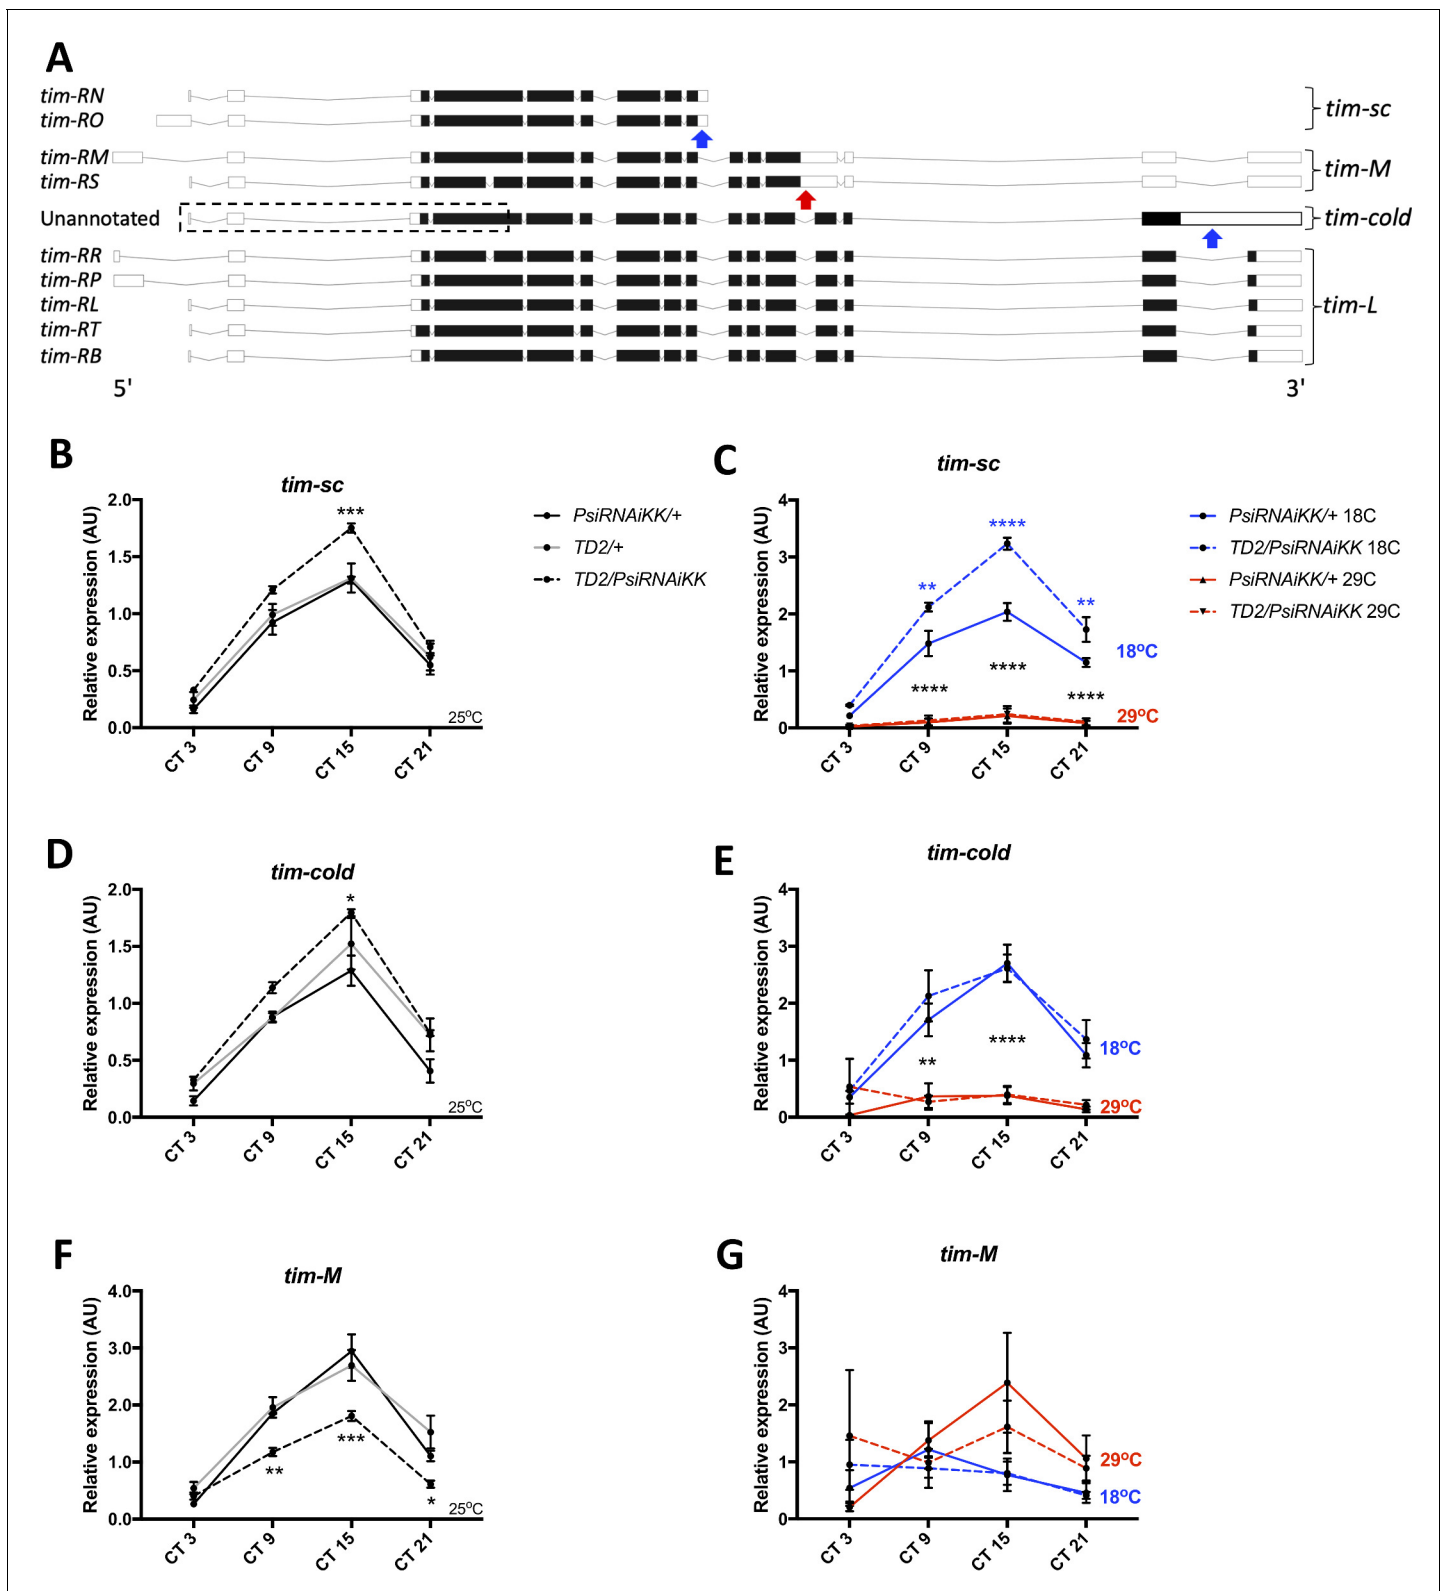 A
tim-RN
tim-RO
tim-sc
tim-RM
tim-RS
tim-M
Unannotated
tim-cold
tim-RR
tim-RP
tim-RL
tim-RT
tim-RB
tim-L
5'
3'
B
tim-sc
Relative expression (AU)
2.0
1.5
1.0
0.5
0.0
***
25°C
CT 3
CT 9
CT 15
CT 21
PsiRNAiKK/+
TD2/+
TD2/PsiRNAiKK
C
tim-sc
Relative expression (AU)
4
3
2
1
0
**
****
**
****
****
****
18°C
29°C
CT 3
CT 9
CT 15
CT 21
PsiRNAiKK/+ 18C
TD2/PsiRNAiKK 18C
PsiRNAiKK/+ 29C
TD2/PsiRNAiKK 29C
D
tim-cold
Relative expression (AU)
2.0
1.5
1.0
0.5
0.0
*
25°C
CT 3
CT 9
CT 15
CT 21
E
tim-cold
Relative expression (AU)
4
3
2
1
0
**
****
18°C
29°C
CT 3
CT 9
CT 15
CT 21
F
tim-M
Relative expression (AU)
4.0
3.0
2.0
1.0
0.0
**
***
*
25°C
CT 3
CT 9
CT 15
CT 21
G
tim-M
Relative expression (AU)
4
3
2
1
0
29°C
18°C
CT 3
CT 9
CT 15
CT 21